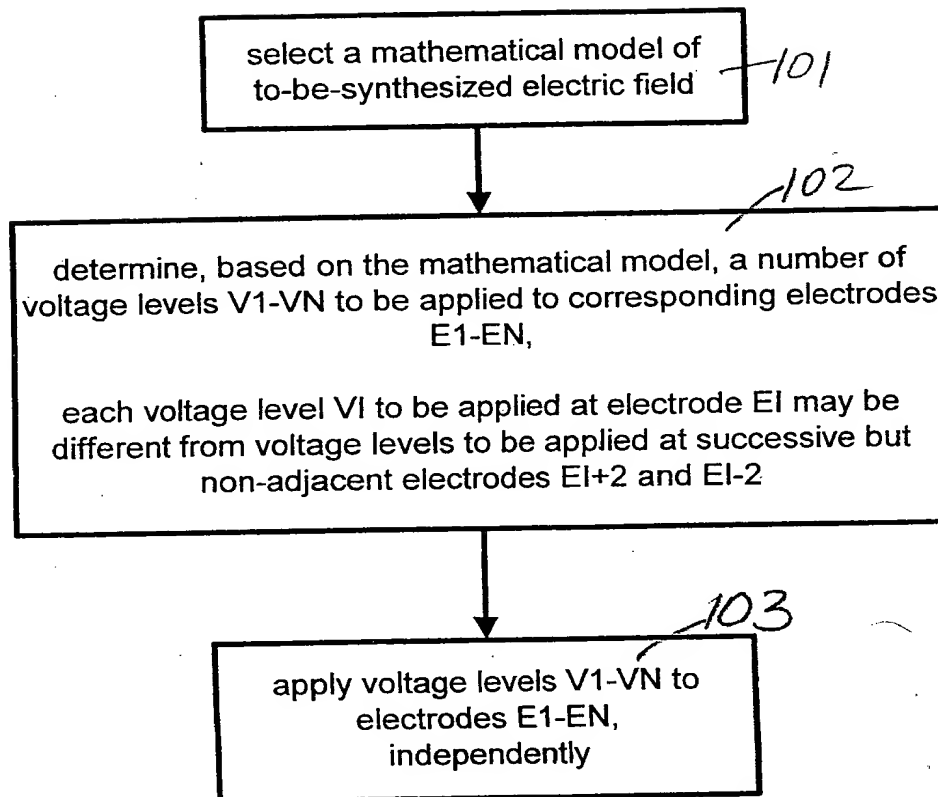 select a mathematical model of
to-be-synthesized electric field
101
102
determine, based on the mathematical model, a number of
voltage levels V1-VN to be applied to corresponding electrodes
E1-EN,
each voltage level VI to be applied at electrode EI may be
different from voltage levels to be applied at successive but
non-adjacent electrodes EI+2 and EI-2
103
apply voltage levels V1-VN to
electrodes E1-EN,
independently